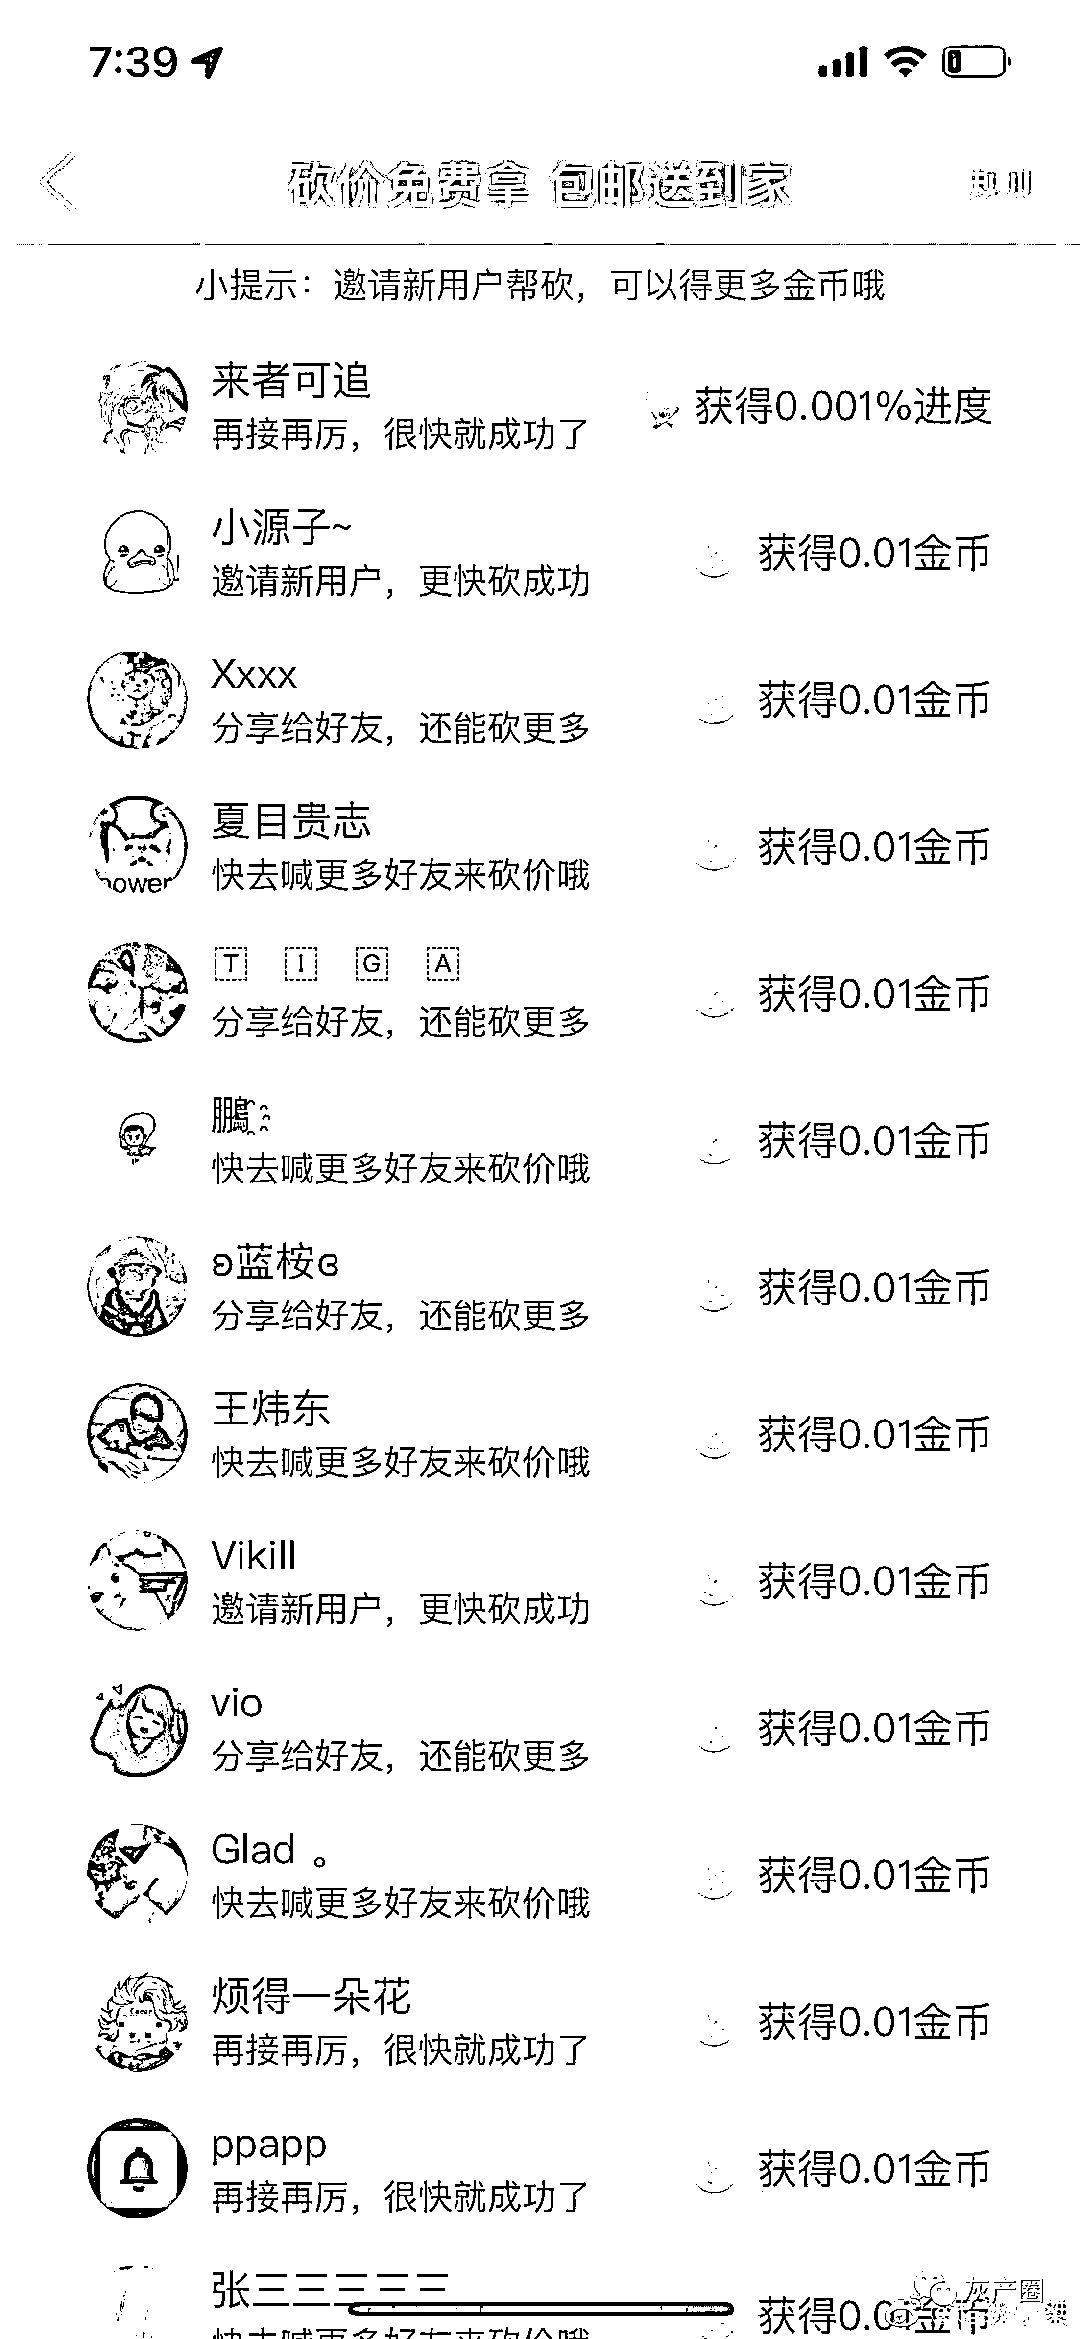 7:39
砍价免费拿 包邮送到家
规则
小提示：邀请新用户帮砍，可以得更多金币哦
来者可追
再接再厉，很快就成功了
获得0.001%进度
小源子~
邀请新用户，更快砍成功
获得0.01金币
Xxxx
分享给好友，还能砍更多
获得0.01金币
夏目贵志
快去喊更多好友来砍价哦
获得0.01金币
power
T I G A
分享给好友，还能砍更多
获得0.01金币
鹏
快去喊更多好友来砍价哦
获得0.01金币
ʚ蓝桉ɞ
分享给好友，还能砍更多
获得0.01金币
王炜东
快去喊更多好友来砍价哦
获得0.01金币
Vikill
邀请新用户，更快砍成功
获得0.01金币
vio
分享给好友，还能砍更多
获得0.01金币
Glad 。
快去喊更多好友来砍价哦
获得0.01金币
烦得一朵花
再接再厉，很快就成功了
获得0.01金币
ppapp
再接再厉，很快就成功了
获得0.01金币
张三三三三三
快去喊更多好友来砍价哦
获得0.0金币
灰产圈